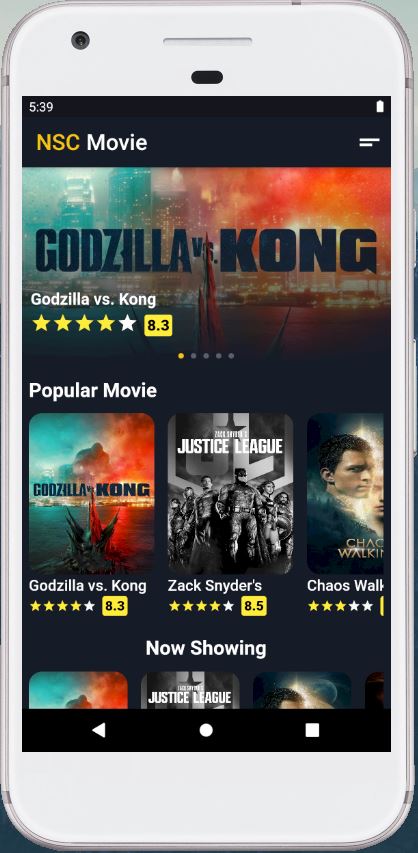 5:39
NSC Movie
GODZILLA vs. KONG
Godzilla vs. Kong
8.3
Popular Movie
GODZILLA vs. KONG
ZACK SNYDER'S
JUSTICE LEAGUE
CHAO
WALKIN
Godzilla vs. Kong
Zack Snyder's
Chaos Walk
8.3
8.5
Now Showing
ZACK SNYDER'S
JUSTICE LEAGUE